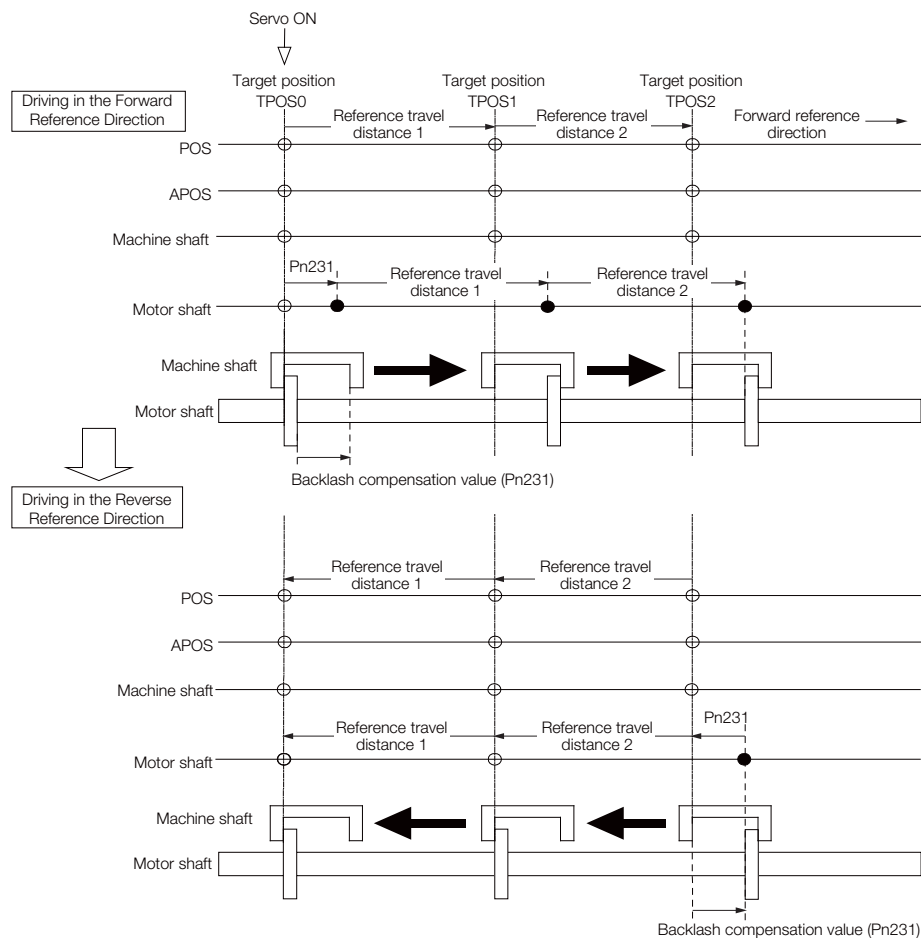 Servo ON
Target position
TPOS0
Target position
TPOS1
Target position
TPOS2
Driving in the Forward
Reference Direction
Reference travel
distance 1
Reference travel
distance 2
Forward reference
direction
POS
APOS
Machine shaft
Pn231
Reference travel
distance 1
Reference travel
distance 2
Motor shaft
Machine shaft
Motor shaft
Backlash compensation value (Pn231)
Driving in the Reverse
Reference Direction
Reference travel
distance 1
Reference travel
distance 2
POS
APOS
Machine shaft
Reference travel
distance 1
Reference travel
distance 2
Pn231
Motor shaft
Machine shaft
Motor shaft
Backlash compensation value (Pn231)